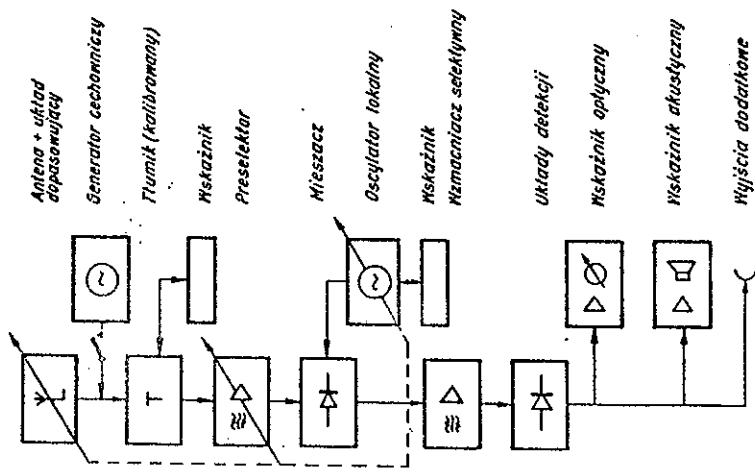 Antena + układ
dopasowujący
Generator cechowniczy
Tłumik (kalibrowany)
Wskaźnik
Preselektor
Mieszacz
Oscylator lokalny
Wskaźnik
Wzmacniacz selektywny
Układy detekcji
Wskaźnik optyczny
Wskaźnik akustyczny
Wyjścia dodatkowe
T